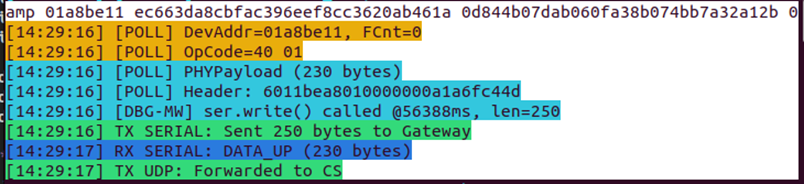 amp 01a8be11 ec663da8cbfac396eef8cc3620ab461a 0d844b07dab060fa38b074bb7a32a12b 0
[14:29:16] [POLL] DevAddr=01a8be11, FCnt=0
[14:29:16] [POLL] OpCode=40 01
[14:29:16] [POLL] PHYPayload (230 bytes)
[14:29:16] [POLL] Header: 6011bea8010000000a1a6fc44d
[14:29:16] [DBG-MW] ser.write() called @56388ms, len=250
[14:29:16] TX SERIAL: Sent 250 bytes to Gateway
[14:29:17] RX SERIAL: DATA_UP (230 bytes)
[14:29:17] TX UDP: Forwarded to CS